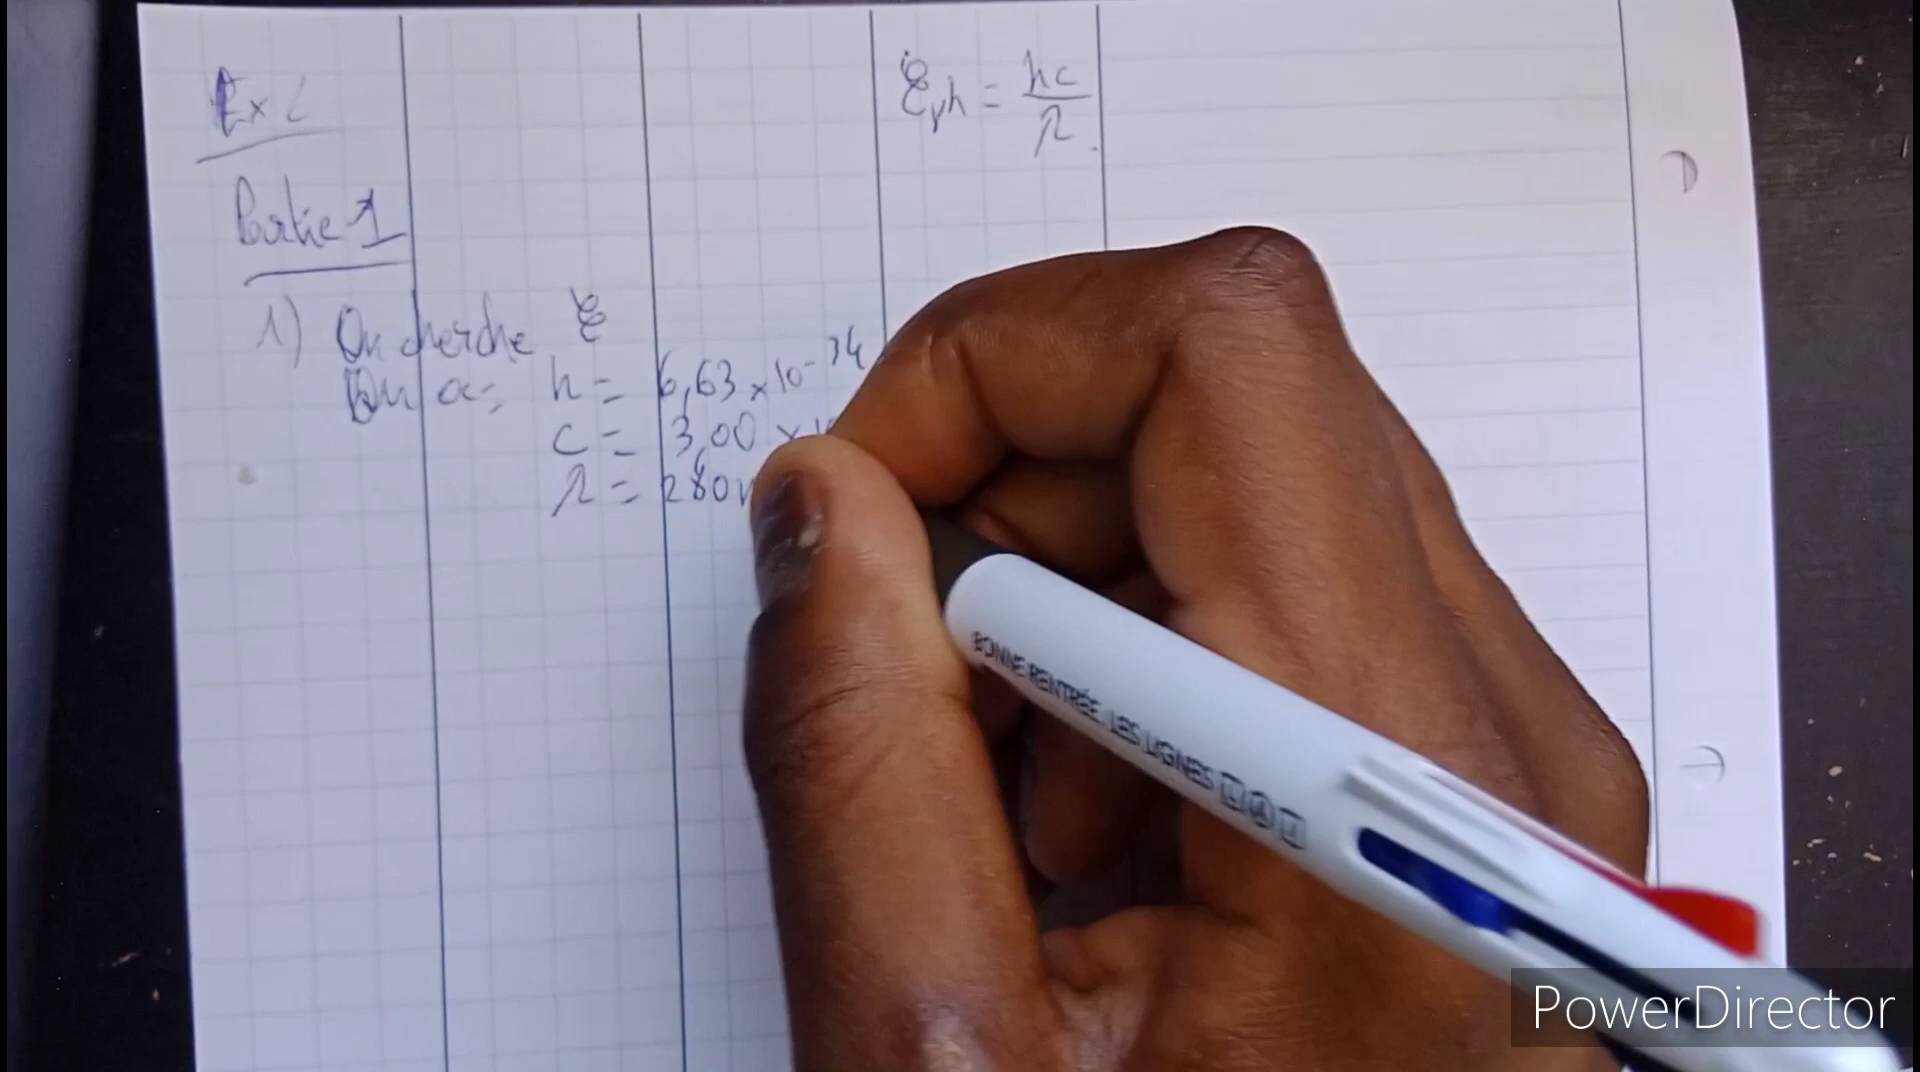 Ex 2
Partie 1
ℰph = hc/λ
1) On cherche ℰ
On a: h = 6,63 × 10⁻³⁴
c = 3,00 ×
λ = 280
BONNE RENTRÉE, LES LIGNES L A J
PowerDirector